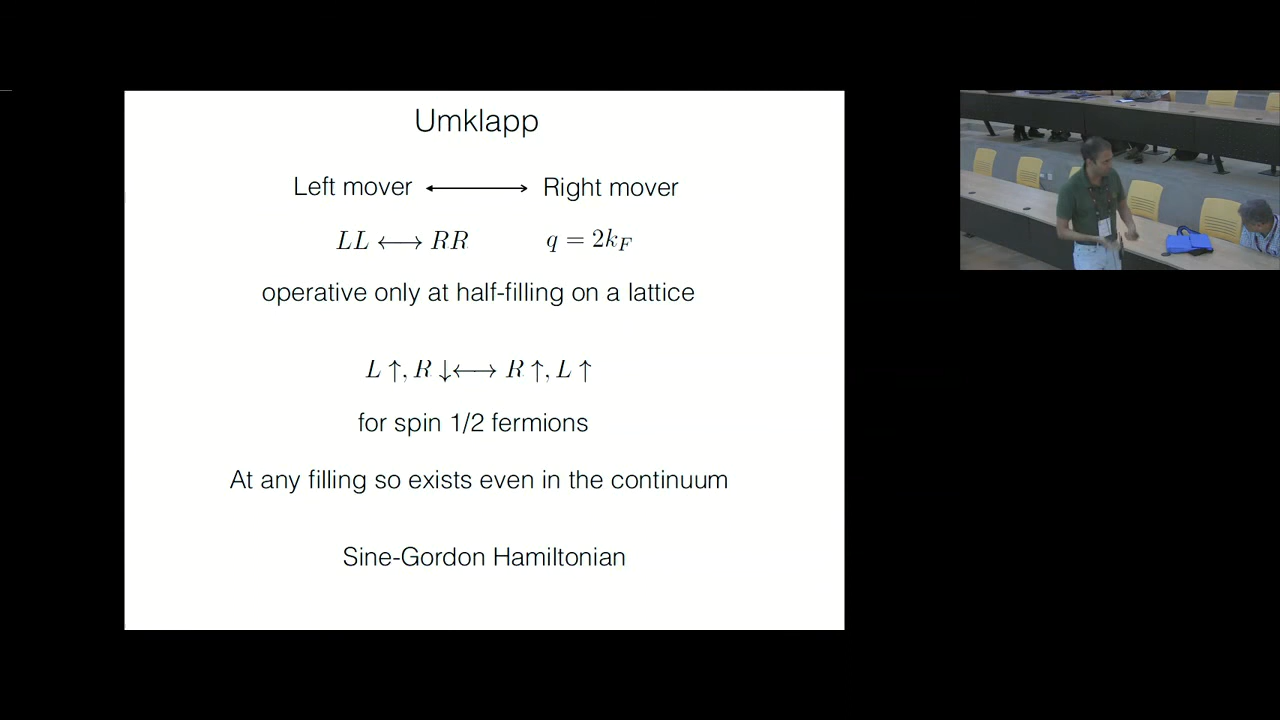 Umklapp
Left mover ⟷ Right mover
LL ⟷ RR q = 2k_F
operative only at half-filling on a lattice
L ↑, R ↓⟷ R ↑, L ↑
for spin 1/2 fermions
At any filling so exists even in the continuum
Sine-Gordon Hamiltonian